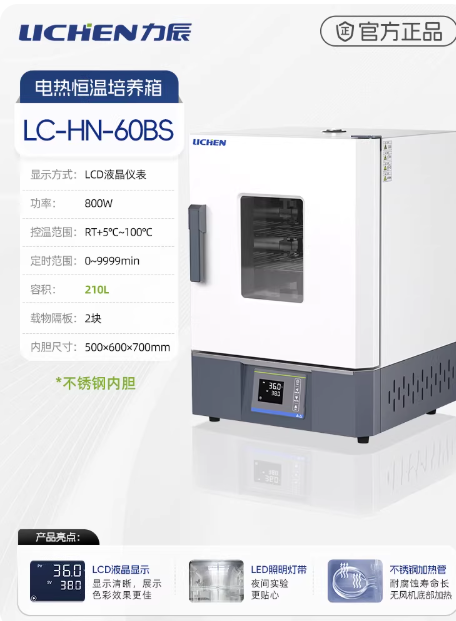 LICHEN力辰
正 官方正品
电热恒温培养箱
LC-HN-60BS
显示方式: LCD液晶仪表
功率: 800W
控温范围: RT+5℃~100℃
定时范围: 0~9999min
容积: 210L
载物隔板: 2块
内胆尺寸: 500×600×700mm
*不锈钢内胆
LICHEN
36.0
38.0
产品亮点:
PV 36.0
SV 38.0
LCD液晶显示
显示清晰，展示
色彩效果更佳
LED照明灯带
夜间实验
更贴心
不锈钢加热管
耐腐蚀寿命长
无风机底部加热